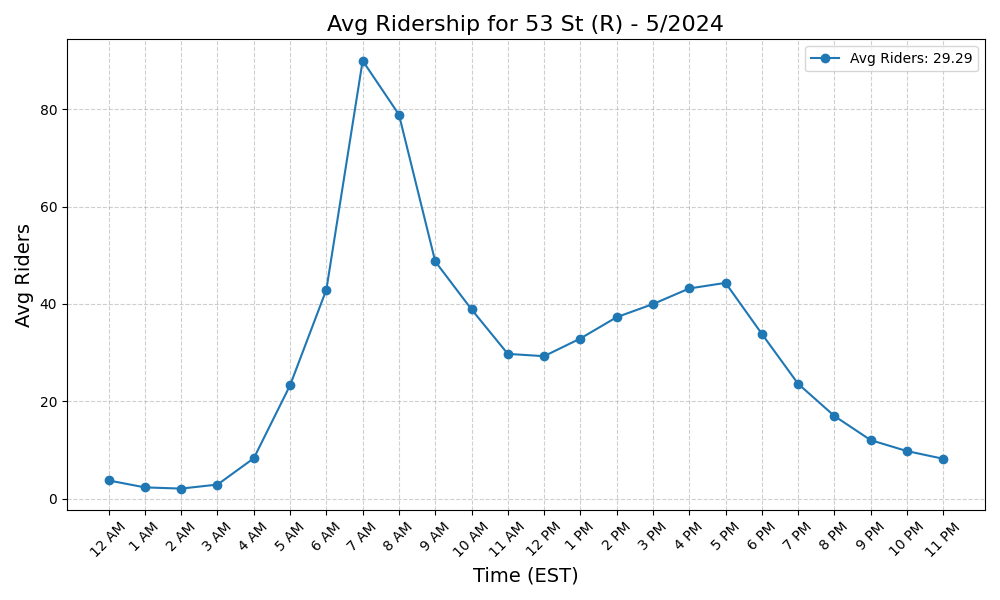 Avg Ridership for 53 St (R) - 5/2024
Avg Riders: 29.29
Avg Riders
80
60
40
20
0
12 AM
1 AM
2 AM
3 AM
4 AM
5 AM
6 AM
7 AM
8 AM
9 AM
10 AM
11 AM
12 PM
1 PM
2 PM
3 PM
4 PM
5 PM
6 PM
7 PM
8 PM
9 PM
10 PM
11 PM
Time (EST)